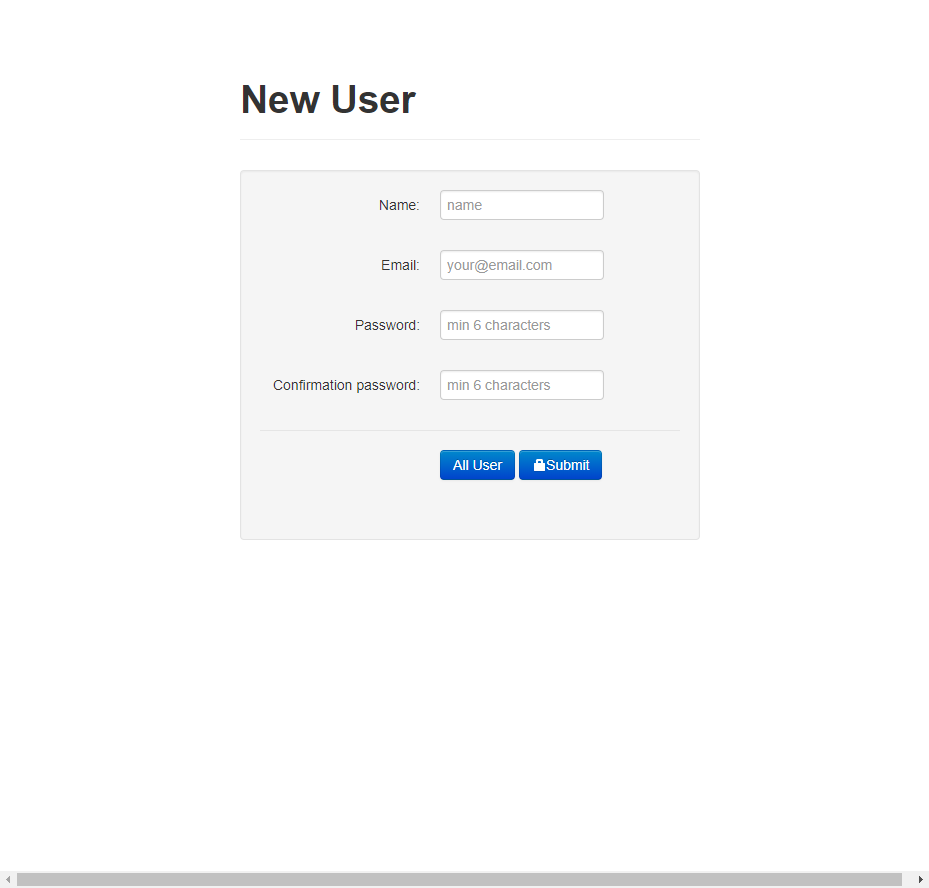 New User
Name: name
Email: your@email.com
Password: min 6 characters
Confirmation password: min 6 characters
All User Submit